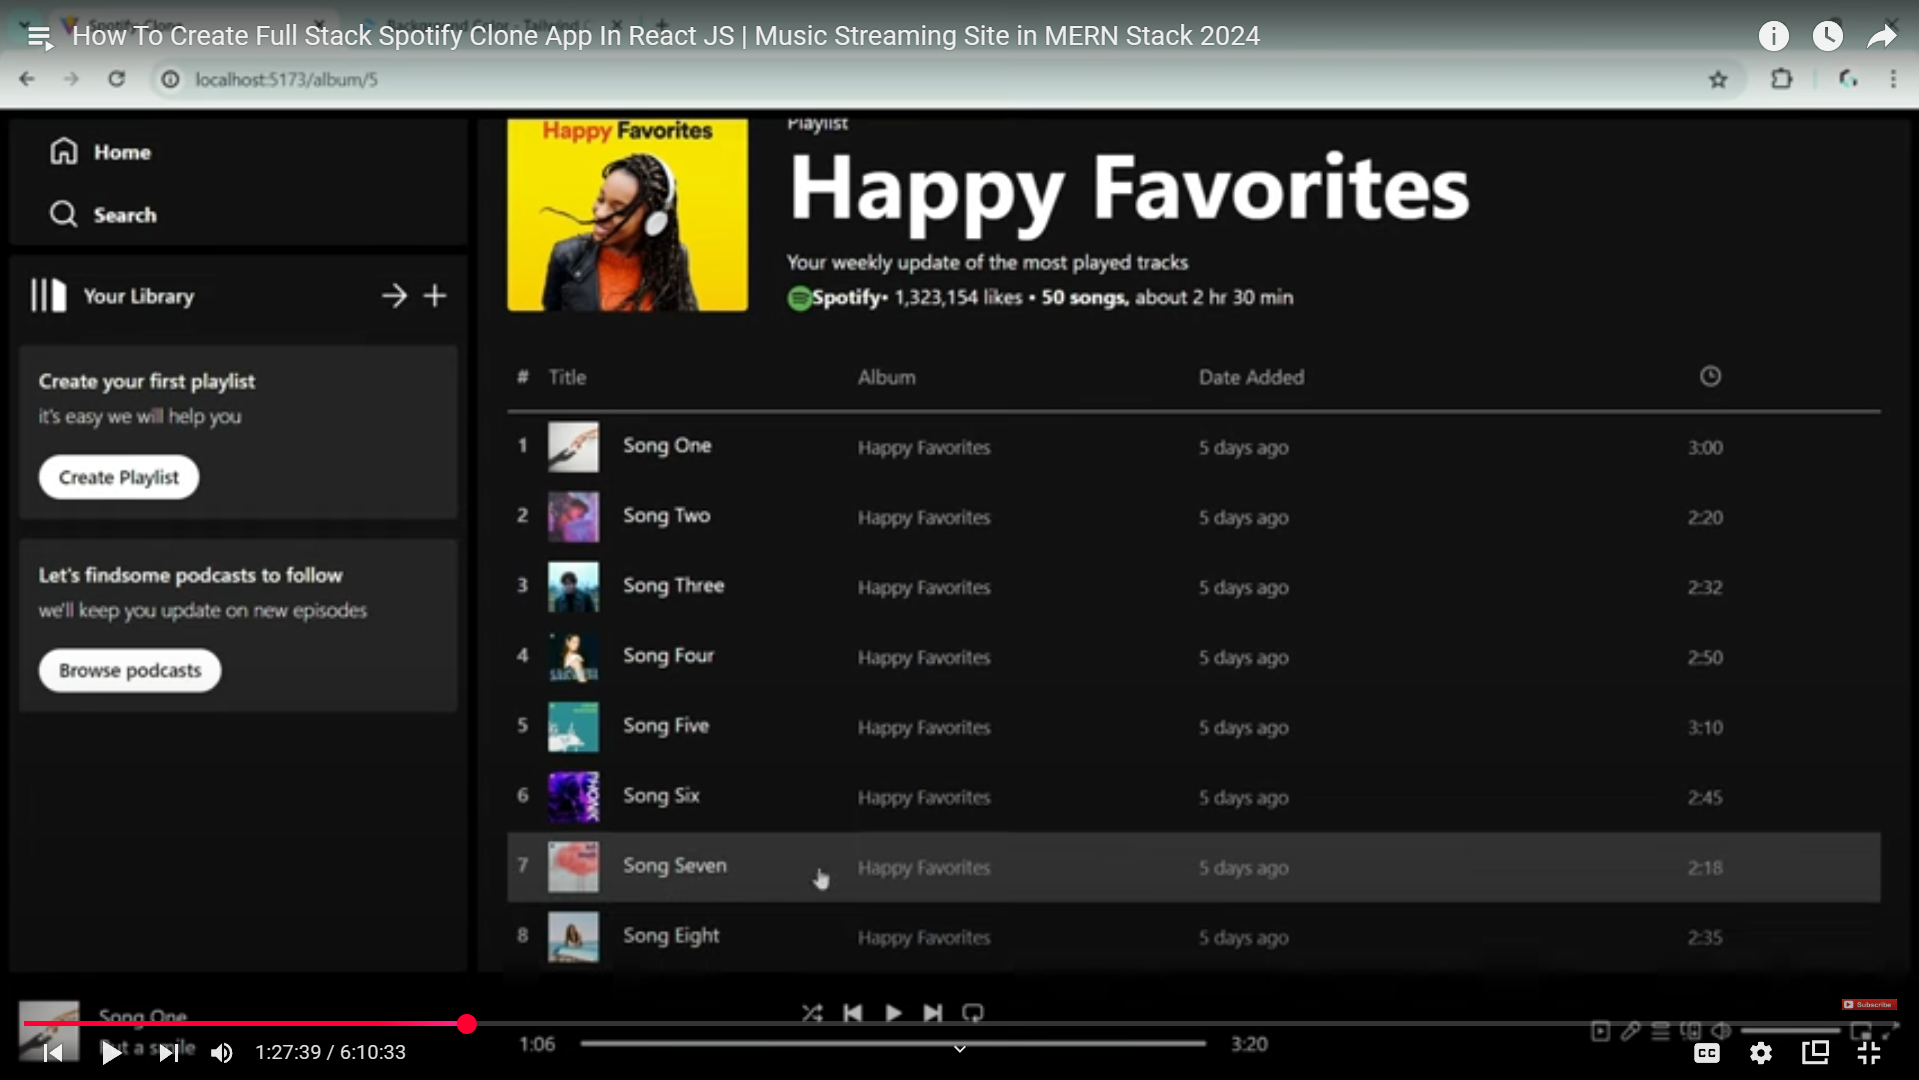 How To Create Full Stack Spotify Clone App In React JS | Music Streaming Site in MERN Stack 2024
localhost:5173/album/5
Home
Search
Your Library
Create your first playlist
it's easy we will help you
Create Playlist
Let's findsome podcasts to follow
we'll keep you update on new episodes
Browse podcasts
Happy Favorites
Playlist
Happy Favorites
Your weekly update of the most played tracks
Spotify• 1,323,154 likes • 50 songs, about 2 hr 30 min
# Title Album Date Added
1 Song One Happy Favorites 5 days ago 3:00
2 Song Two Happy Favorites 5 days ago 2:20
3 Song Three Happy Favorites 5 days ago 2:32
4 Song Four Happy Favorites 5 days ago 2:50
5 Song Five Happy Favorites 5 days ago 3:10
6 Song Six Happy Favorites 5 days ago 2:45
7 Song Seven Happy Favorites 5 days ago 2:18
8 Song Eight Happy Favorites 5 days ago 2:35
Subscribe
Song One
Put a smile
1:06 3:20
1:27:39 / 6:10:33
CC